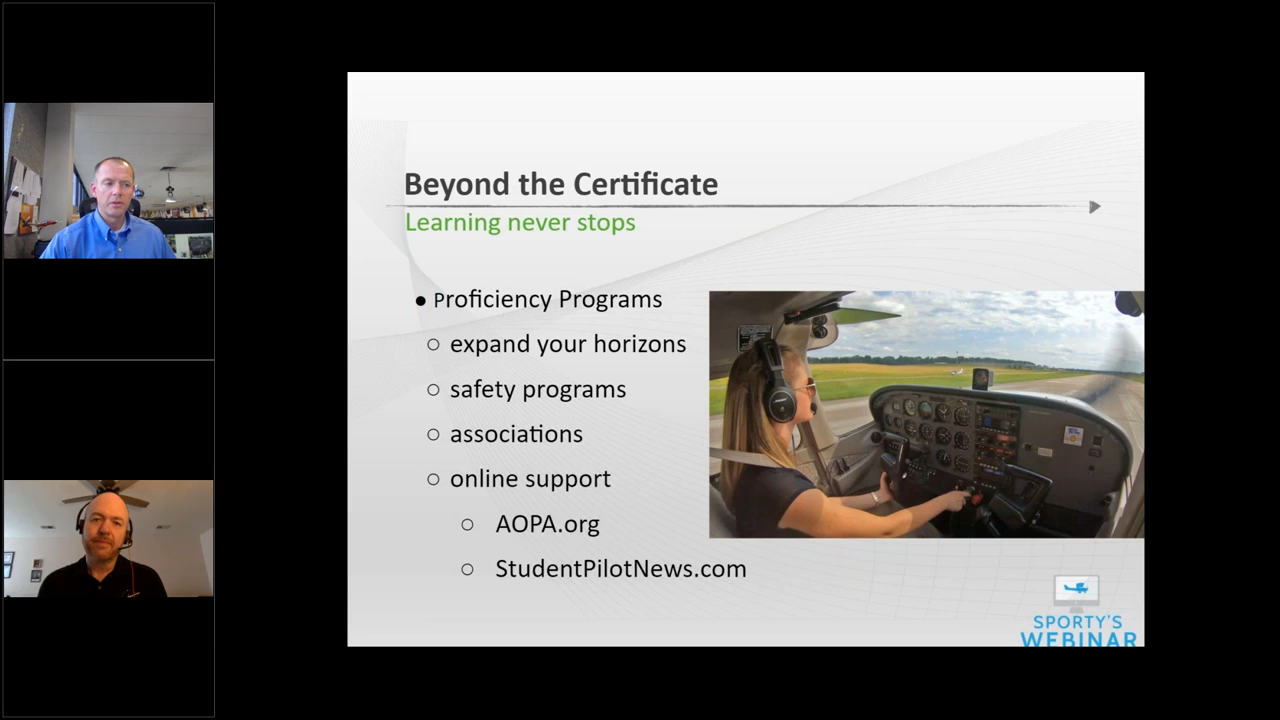 Beyond the Certificate
Learning never stops
● Proficiency Programs
○ expand your horizons
○ safety programs
○ associations
○ online support
○ AOPA.org
○ StudentPilotNews.com
SPORTY'S
WEBINAR